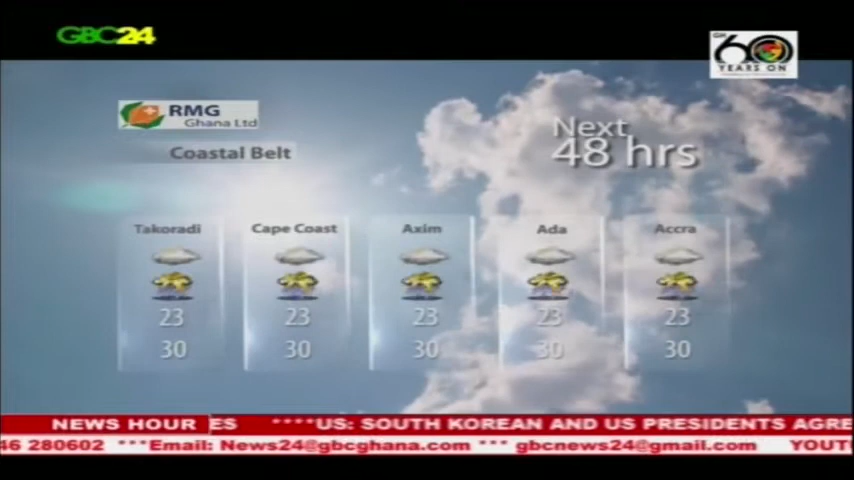 GBC24
GH
60
YEARS ON
RMG
Ghana Ltd
Coastal Belt
Next
48 hrs
Takoradi
Cape Coast
Axim
Ada
Accra
23
23
23
23
23
30
30
30
30
30
NEWS HOUR
ES ****US: SOUTH KOREAN AND US PRESIDENTS AGRE
46 280602 ***Email: News24@gbcghana.com *** gbcnews24@gmail.com *** YOUT